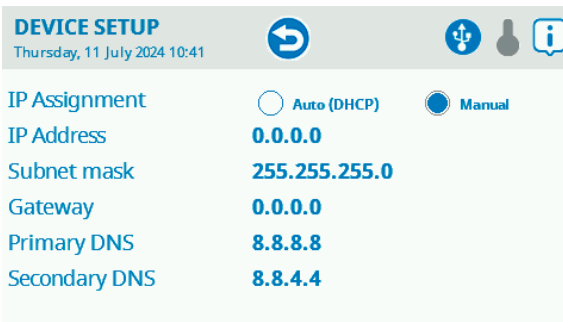 DEVICE SETUP
Thursday, 11 July 2024 10:41
IP Assignment Auto (DHCP) Manual
IP Address 0.0.0.0
Subnet mask 255.255.255.0
Gateway 0.0.0.0
Primary DNS 8.8.8.8
Secondary DNS 8.8.4.4